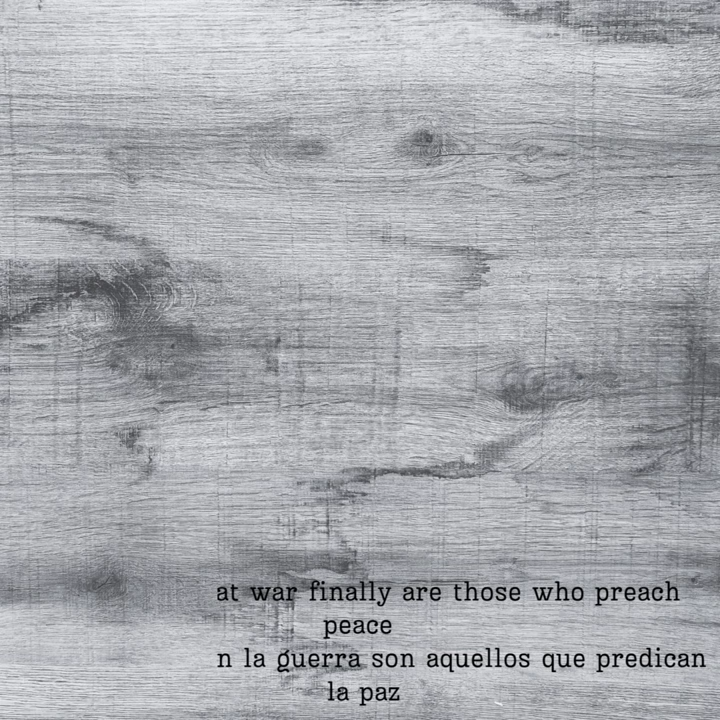 at war finally are those who preach
peace
n la guerra son aquellos que predican
la paz